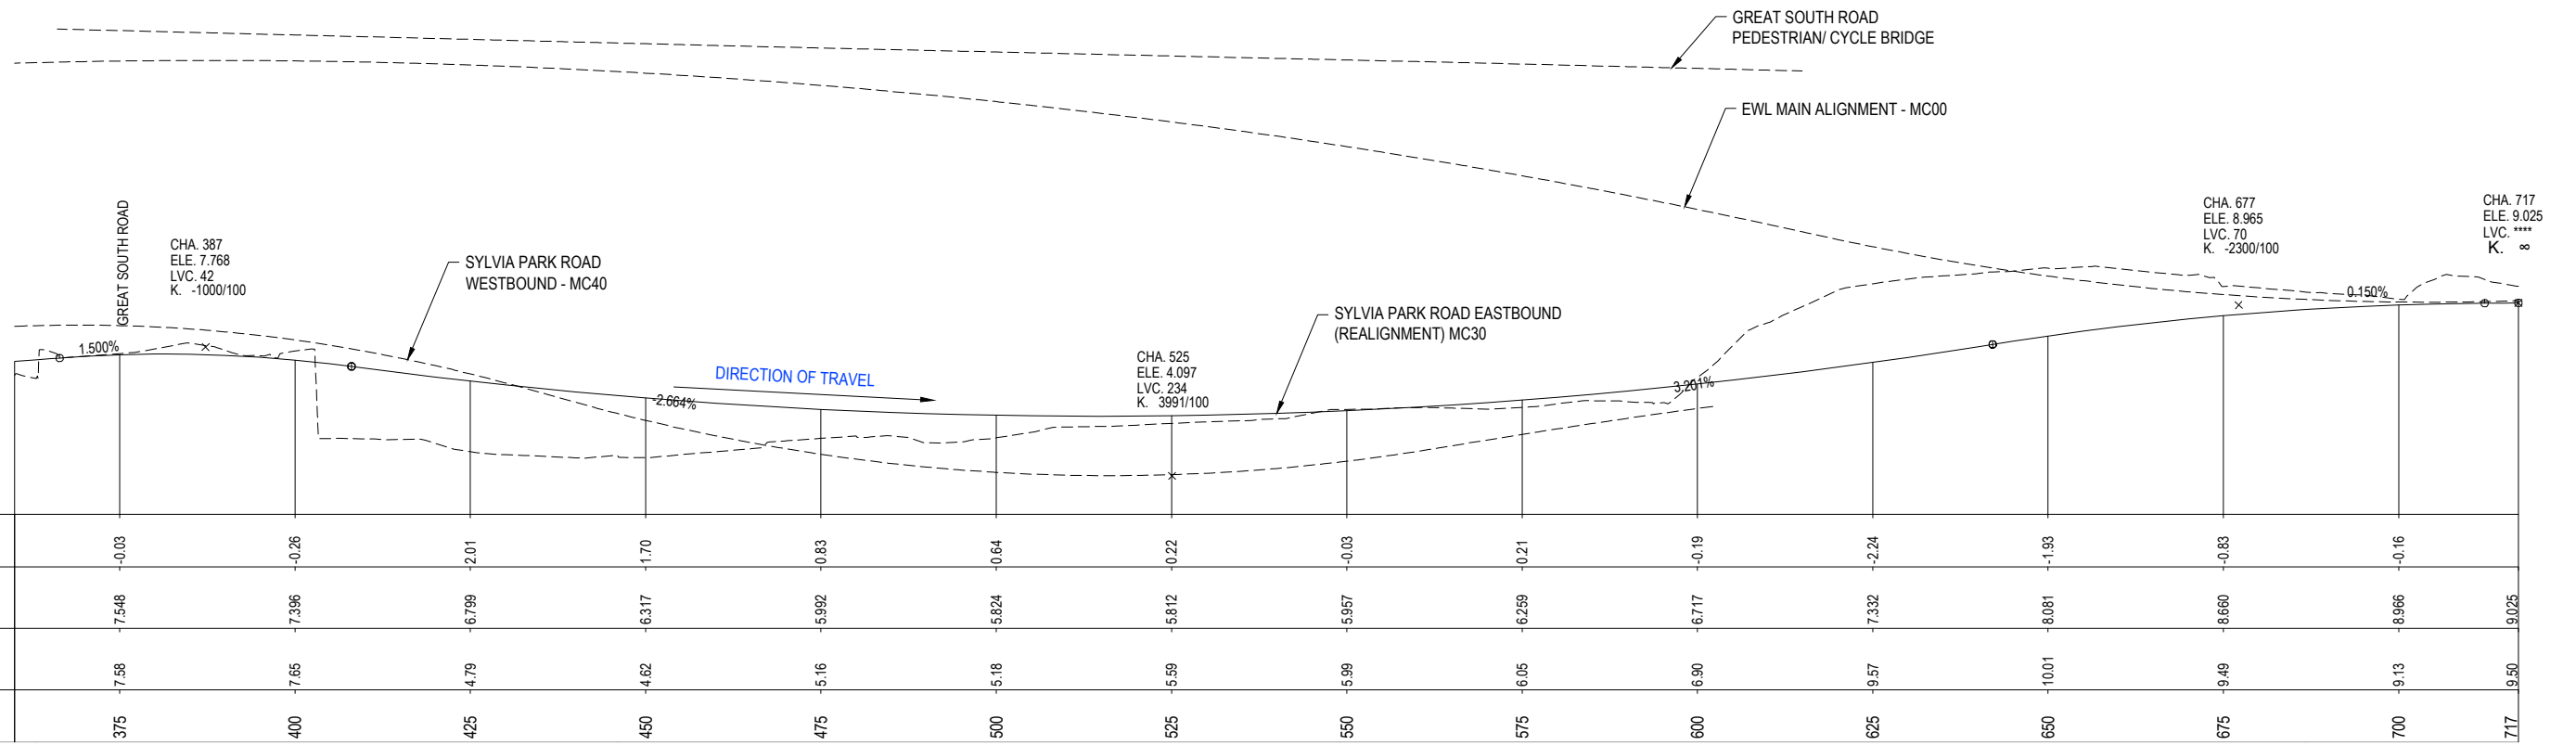 GREAT SOUTH ROAD
PEDESTRIAN/ CYCLE BRIDGE
EWL MAIN ALIGNMENT - MC00
GREAT SOUTH ROAD
CHA. 387
ELE. 7.768
LVC. 42
K. -1000/100
SYLVIA PARK ROAD
WESTBOUND - MC40
SYLVIA PARK ROAD EASTBOUND
(REALIGNMENT) MC30
CHA. 525
ELE. 4.097
LVC. 234
K. 3991/100
CHA. 677
ELE. 8.965
LVC. 70
K. -2300/100
CHA. 717
ELE. 9.025
LVC. ****
K. ∞
1.500%
DIRECTION OF TRAVEL
-2.664%
3.201%
0.150%
-0.03 -0.26 2.01 1.70 0.83 0.64 0.22 -0.03 0.21 -0.19 -2.24 -1.93 -0.83 -0.16
7.548 7.396 6.799 6.317 5.992 5.824 5.812 5.957 6.259 6.717 7.332 8.081 8.660 8.966 9.025
7.58 7.65 4.79 4.62 5.16 5.18 5.59 5.99 6.05 6.90 9.57 10.01 9.49 9.13 9.50
375 400 425 450 475 500 525 550 575 600 625 650 675 700 717